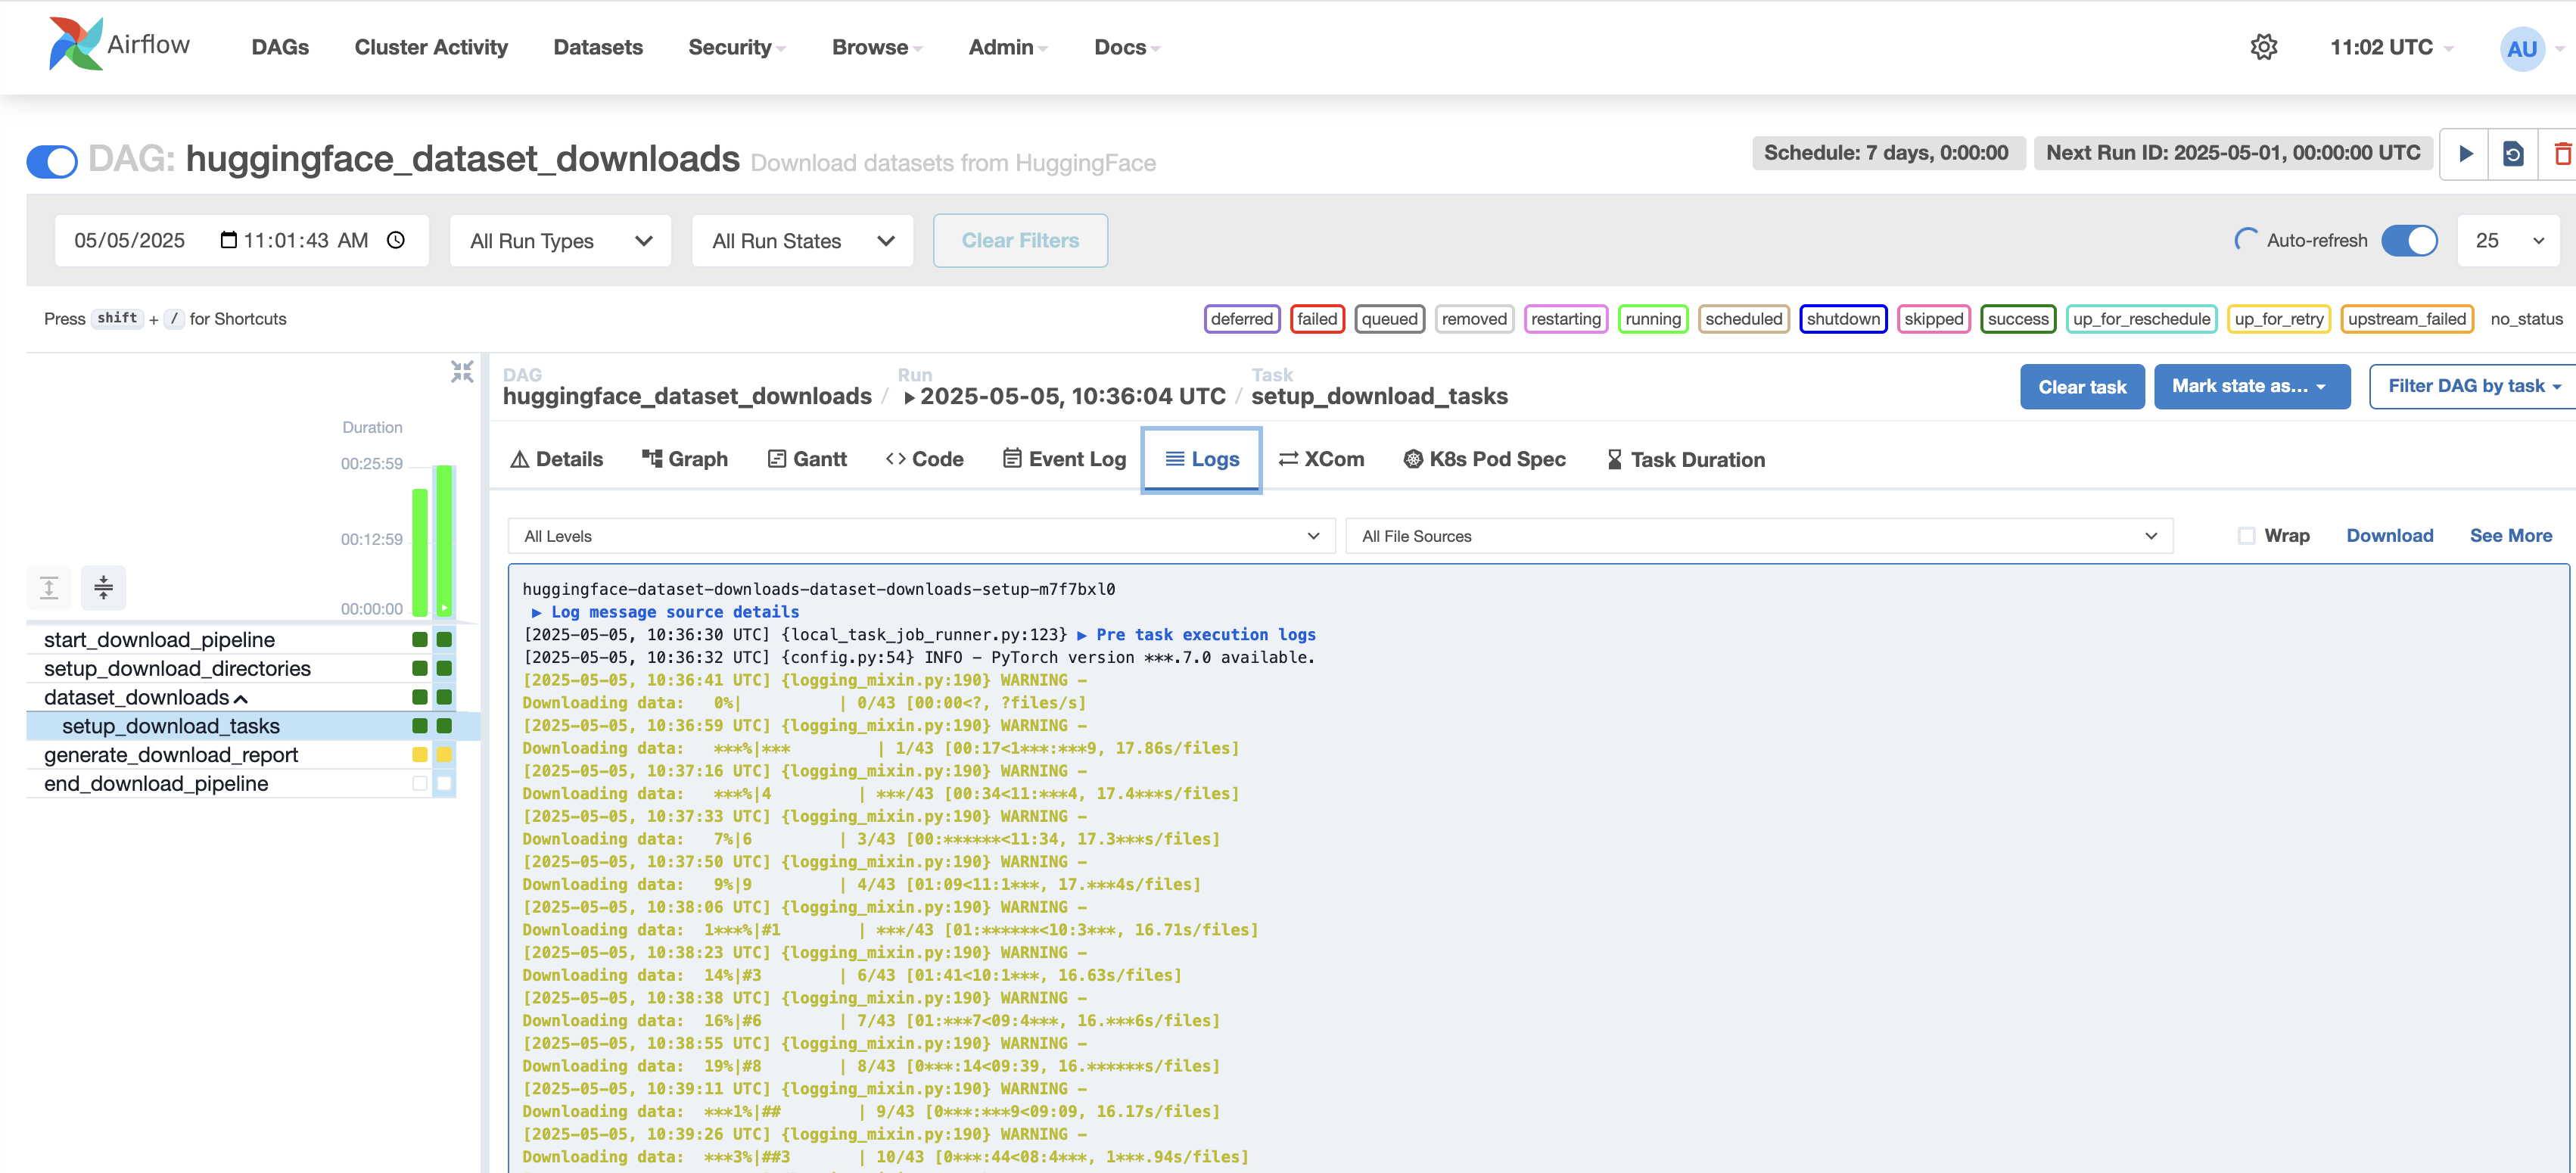 Airflow DAGs Cluster Activity Datasets Security Browse Admin Docs 11:02 UTC AU
DAG: huggingface_dataset_downloads Download datasets from HuggingFace Schedule: 7 days, 0:00:00 Next Run ID: 2025-05-01, 00:00:00 UTC
05/05/2025 11:01:43 AM All Run Types All Run States Clear Filters Auto-refresh 25
Press shift + / for Shortcuts deferred failed queued removed restarting running scheduled shutdown skipped success up_for_reschedule up_for_retry upstream_failed no_status
Duration
00:25:59
00:12:59
00:00:00
start_download_pipeline
setup_download_directories
dataset_downloads
setup_download_tasks
generate_download_report
end_download_pipeline
DAG Run Task
huggingface_dataset_downloads / 2025-05-05, 10:36:04 UTC / setup_download_tasks Clear task Mark state as... Filter DAG by task
Details Graph Gantt Code Event Log Logs XCom K8s Pod Spec Task Duration
All Levels All File Sources Wrap Download See More
huggingface-dataset-downloads-dataset-downloads-setup-m7f7bxl0
▶ Log message source details
[2025-05-05, 10:36:30 UTC] {local_task_job_runner.py:123} ▶ Pre task execution logs
[2025-05-05, 10:36:32 UTC] {config.py:54} INFO - PyTorch version ***.7.0 available.
[2025-05-05, 10:36:41 UTC] {logging_mixin.py:190} WARNING -
Downloading data:   0%|          | 0/43 [00:00<?, ?files/s]
[2025-05-05, 10:36:59 UTC] {logging_mixin.py:190} WARNING -
Downloading data:   ***%|***         | 1/43 [00:17<1***:***9, 17.86s/files]
[2025-05-05, 10:37:16 UTC] {logging_mixin.py:190} WARNING -
Downloading data:   ***%|4         | ***/43 [00:34<11:***4, 17.4***s/files]
[2025-05-05, 10:37:33 UTC] {logging_mixin.py:190} WARNING -
Downloading data:   7%|6         | 3/43 [00:******<11:34, 17.3***s/files]
[2025-05-05, 10:37:50 UTC] {logging_mixin.py:190} WARNING -
Downloading data:   9%|9         | 4/43 [01:09<11:1***, 17.***4s/files]
[2025-05-05, 10:38:06 UTC] {logging_mixin.py:190} WARNING -
Downloading data:  1***%|#1        | ***/43 [01:******<10:3***, 16.71s/files]
[2025-05-05, 10:38:23 UTC] {logging_mixin.py:190} WARNING -
Downloading data:  14%|#3        | 6/43 [01:41<10:1***, 16.63s/files]
[2025-05-05, 10:38:38 UTC] {logging_mixin.py:190} WARNING -
Downloading data:  16%|#6        | 7/43 [01:***7<09:4***, 16.***6s/files]
[2025-05-05, 10:38:55 UTC] {logging_mixin.py:190} WARNING -
Downloading data:  19%|#8        | 8/43 [0***:14<09:39, 16.******s/files]
[2025-05-05, 10:39:11 UTC] {logging_mixin.py:190} WARNING -
Downloading data:  ***1%|##        | 9/43 [0***:***9<09:09, 16.17s/files]
[2025-05-05, 10:39:26 UTC] {logging_mixin.py:190} WARNING -
Downloading data:  ***3%|##3       | 10/43 [0***:44<08:4***, 1***.94s/files]